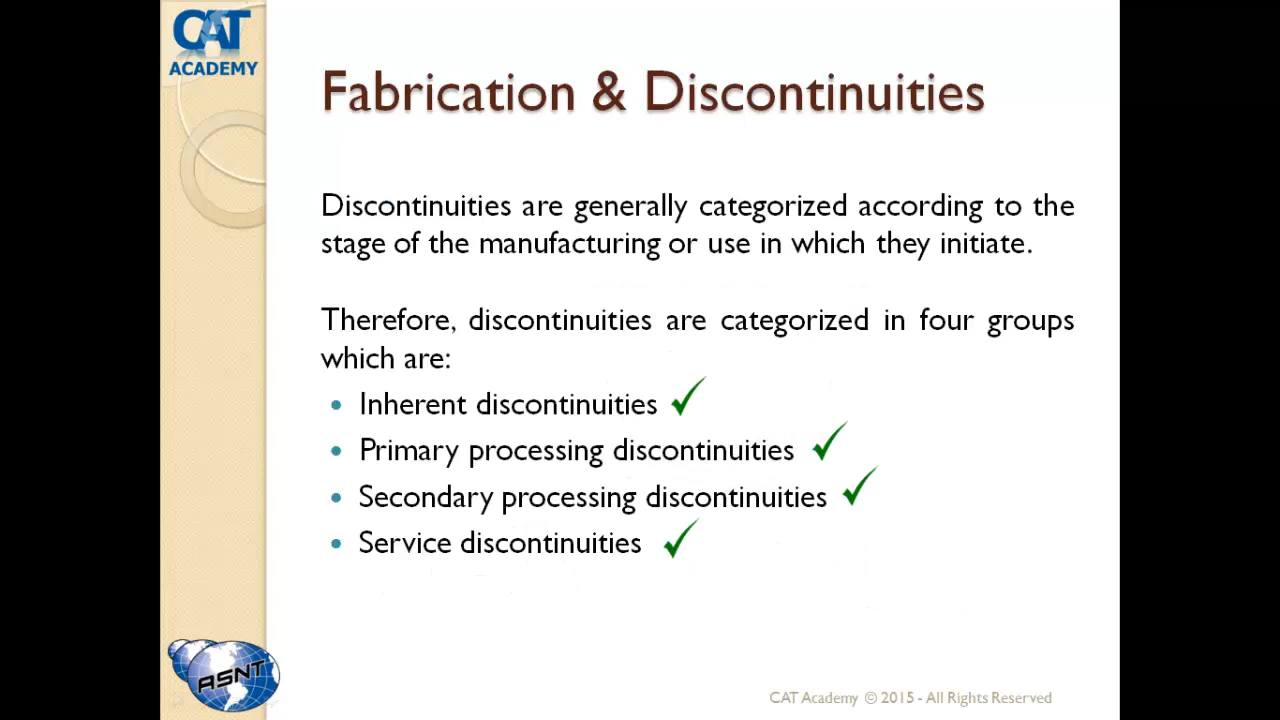 CAT
ACADEMY
Fabrication & Discontinuities
Discontinuities are generally categorized according to the
stage of the manufacturing or use in which they initiate.
Therefore, discontinuities are categorized in four groups
which are:
• Inherent discontinuities
• Primary processing discontinuities
• Secondary processing discontinuities
• Service discontinuities
ASNT
CAT Academy © 2015 - All Rights Reserved